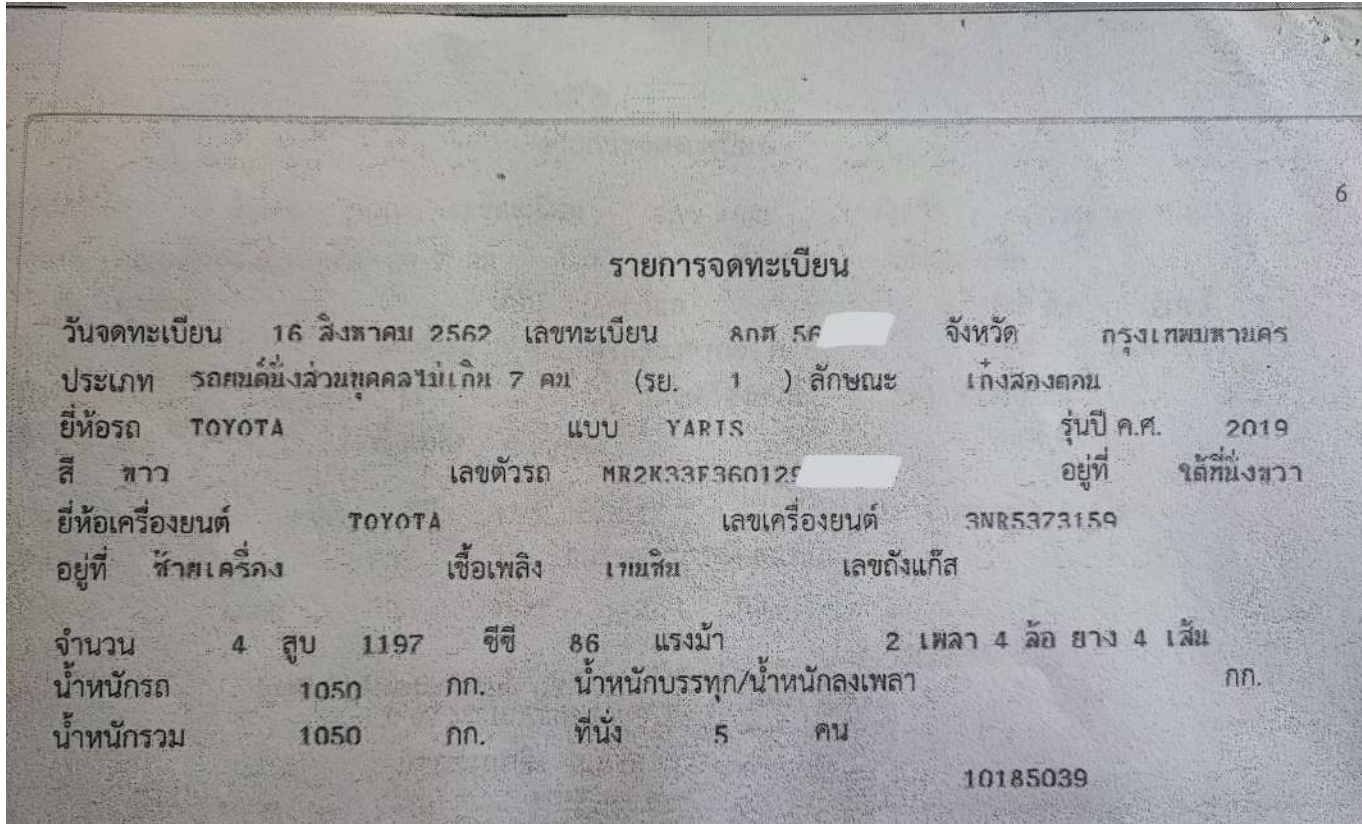 6
รายการจดทะเบียน
วันจดทะเบียน 16 สิงหาคม 2562 เลขทะเบียน 8กศ 56 จังหวัด กรุงเทพมหานคร
ประเภท รถยนต์นั่งส่วนบุคคลไม่เกิน 7 คน (รย. 1 ) ลักษณะ เก๋งสองตอน
ยี่ห้อรถ TOYOTA แบบ YARIS รุ่นปี ค.ศ. 2019
สี ขาว เลขตัวรถ MR2K33F360129 อยู่ที่ ใต้ที่นั่งขวา
ยี่ห้อเครื่องยนต์ TOYOTA เลขเครื่องยนต์ 3NR5373159
อยู่ที่ ซ้ายเครื่อง เชื้อเพลิง เบนซิน เลขถังแก๊ส
จำนวน 4 สูบ 1197 ซีซี 86 แรงม้า 2 เพลา 4 ล้อ ยาง 4 เส้น
น้ำหนักรถ 1050 กก. น้ำหนักบรรทุก/น้ำหนักลงเพลา กก.
น้ำหนักรวม 1050 กก. ที่นั่ง 5 คน
10185039